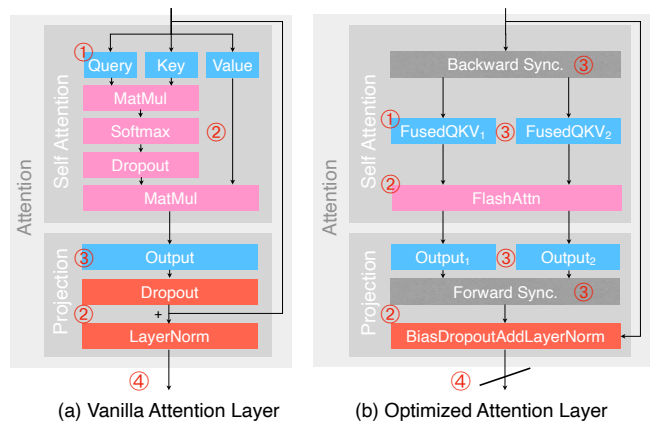 Attention
Self Attention
①
Query
Key
Value
MatMul
Softmax
②
Dropout
MatMul
Projection
③
Output
Dropout
②
+
LayerNorm
④
(a) Vanilla Attention Layer
Attention
Self Attention
Backward Sync.
③
①
FusedQKV₁
③
FusedQKV₂
②
FlashAttn
Projection
Output₁
③
Output₂
Forward Sync.
③
②
BiasDropoutAddLayerNorm
④
(b) Optimized Attention Layer